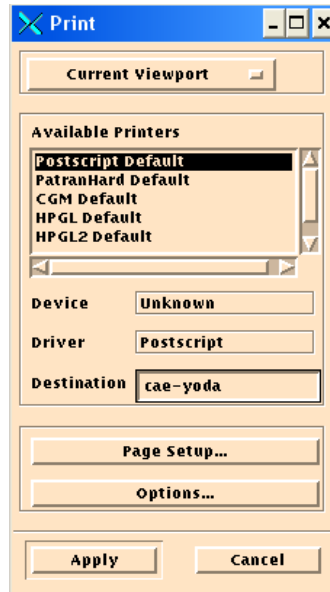 Print
Current Viewport
Available Printers
Postscript Default
PatranHard Default
CGM Default
HPGL Default
HPGL2 Default
Device Unknown
Driver Postscript
Destination cae-yoda
Page Setup...
Options...
Apply Cancel